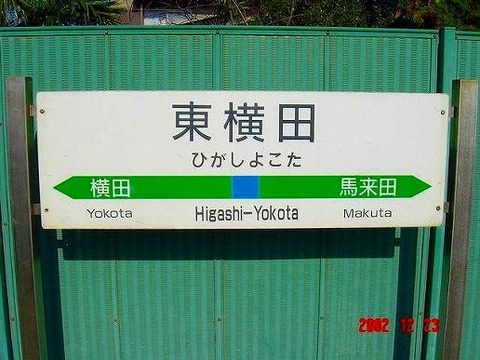 東横田
ひがしよこた
横田 馬来田
Yokota Higashi-Yokota Makuta
2002 12 23